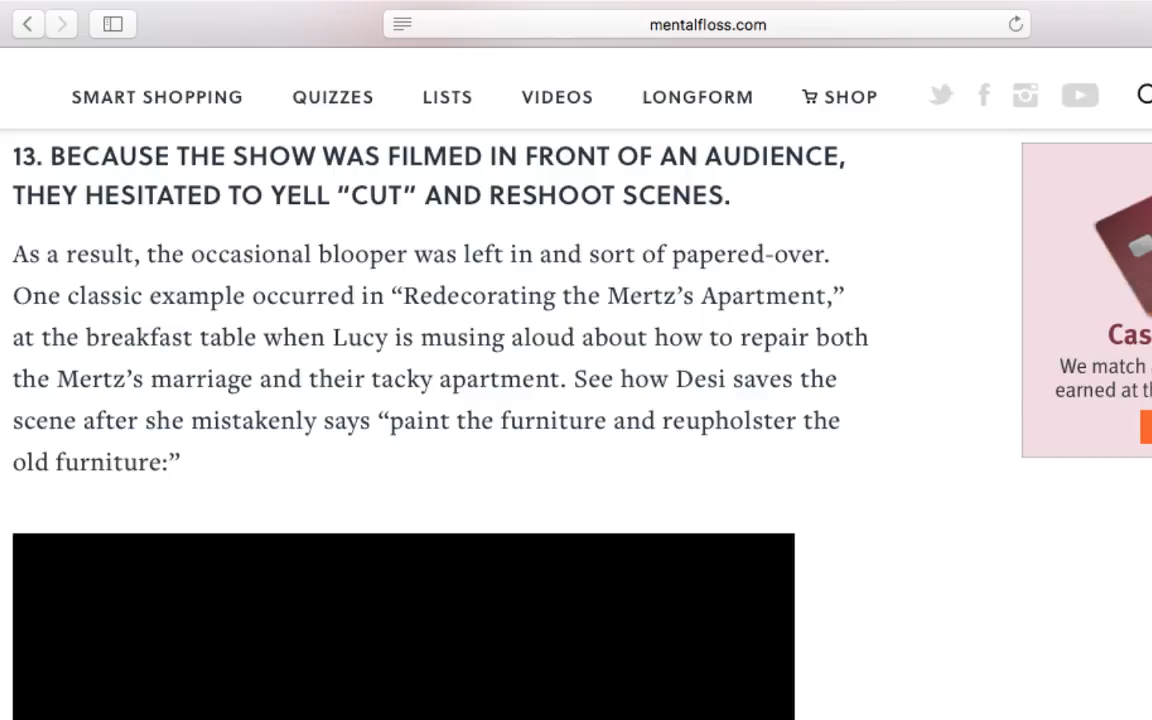 mentalfloss.com
SMART SHOPPING QUIZZES LISTS VIDEOS LONGFORM SHOP
13. BECAUSE THE SHOW WAS FILMED IN FRONT OF AN AUDIENCE,
THEY HESITATED TO YELL “CUT” AND RESHOOT SCENES.
As a result, the occasional blooper was left in and sort of papered-over.
One classic example occurred in “Redecorating the Mertz’s Apartment,”
at the breakfast table when Lucy is musing aloud about how to repair both
the Mertz’s marriage and their tacky apartment. See how Desi saves the
scene after she mistakenly says “paint the furniture and reupholster the
old furniture:”
Cas
We match
earned at